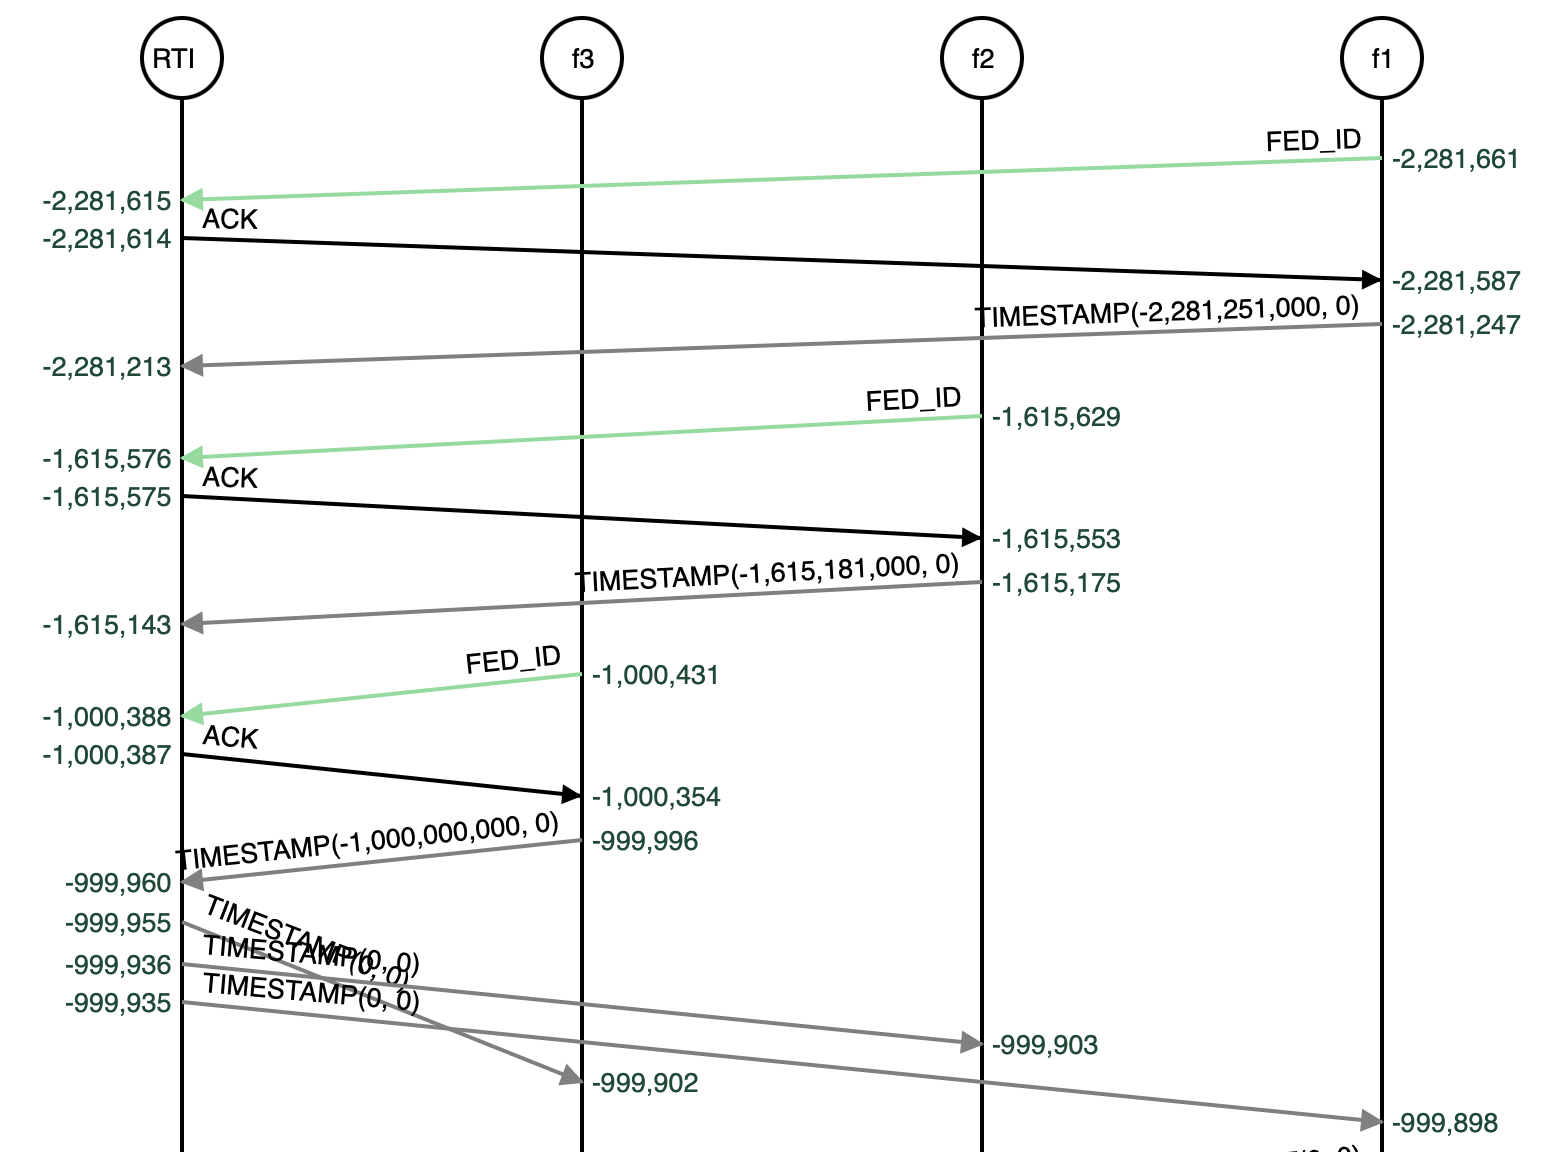 RTI f3 f2 f1
FED_ID
-2,281,661
-2,281,615
ACK
-2,281,614
-2,281,587
TIMESTAMP(-2,281,251,000, 0)
-2,281,247
-2,281,213
FED_ID
-1,615,629
-1,615,576
ACK
-1,615,575
-1,615,553
TIMESTAMP(-1,615,181,000, 0)
-1,615,175
-1,615,143
FED_ID
-1,000,431
-1,000,388
ACK
-1,000,387
-1,000,354
TIMESTAMP(-1,000,000,000, 0)
-999,996
-999,960
TIMESTAMP(0, 0)
-999,955
TIMESTAMP(0, 0)
-999,936
TIMESTAMP(0, 0)
-999,935
-999,903
-999,902
-999,898